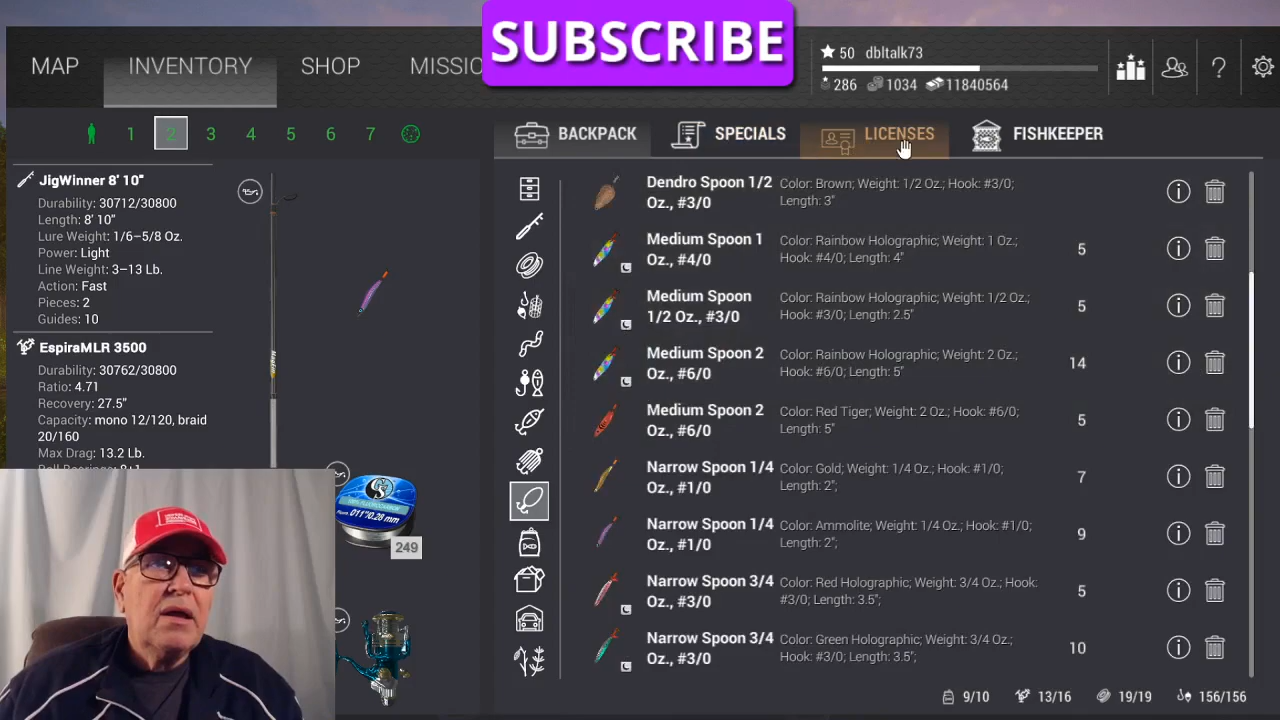 SUBSCRIBE
MAP
INVENTORY
SHOP
MISSIO
50 dbltalk73
286 1034 11840564
1 2 3 4 5 6 7
BACKPACK
SPECIALS
LICENSES
FISHKEEPER
JigWinner 8' 10"
Durability: 30712/30800
Length: 8' 10"
Lure Weight: 1/6–5/8 Oz.
Power: Light
Line Weight: 3–13 Lb.
Action: Fast
Pieces: 2
Guides: 10
EspiraMLR 3500
Durability: 30762/30800
Ratio: 4.71
Recovery: 27.5"
Capacity: mono 12/120, braid
20/160
Max Drag: 13.2 Lb.
249
Dendro Spoon 1/2
Oz., #3/0
Color: Brown; Weight: 1/2 Oz.; Hook: #3/0;
Length: 3"
Medium Spoon 1
Oz., #4/0
Color: Rainbow Holographic; Weight: 1 Oz.;
Hook: #4/0; Length: 4"
5
Medium Spoon
1/2 Oz., #3/0
Color: Rainbow Holographic; Weight: 1/2 Oz.;
Hook: #3/0; Length: 2.5"
5
Medium Spoon 2
Oz., #6/0
Color: Rainbow Holographic; Weight: 2 Oz.;
Hook: #6/0; Length: 5"
14
Medium Spoon 2
Oz., #6/0
Color: Red Tiger; Weight: 2 Oz.; Hook: #6/0;
Length: 5"
5
Narrow Spoon 1/4
Oz., #1/0
Color: Gold; Weight: 1/4 Oz.; Hook: #1/0;
Length: 2";
7
Narrow Spoon 1/4
Oz., #1/0
Color: Ammolite; Weight: 1/4 Oz.; Hook: #1/0;
Length: 2";
9
Narrow Spoon 3/4
Oz., #3/0
Color: Red Holographic; Weight: 3/4 Oz.; Hook:
#3/0; Length: 3.5";
5
Narrow Spoon 3/4
Oz., #3/0
Color: Green Holographic; Weight: 3/4 Oz.;
Hook: #3/0; Length: 3.5";
10
9/10 13/16 19/19 156/156